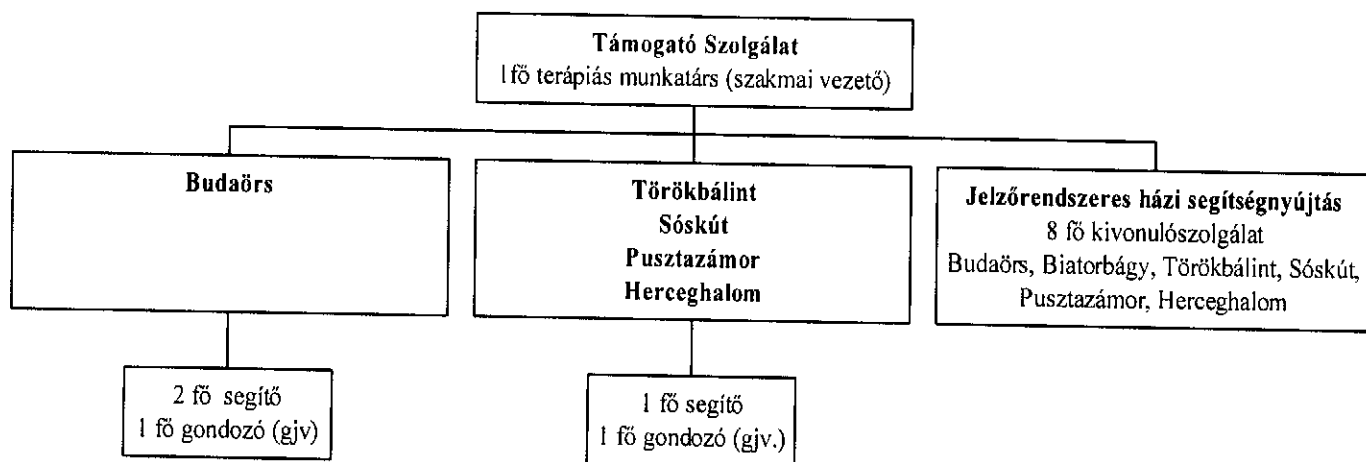 Támogató Szolgálat
1fő terápiás munkatárs (szakmai vezető)
Budaörs
Törökbálint
Sóskút
Pusztazámor
Herceghalom
Jelzőrendszeres házi segítségnyújtás
8 fő kivonulószolgálat
Budaörs, Biatorbágy, Törökbálint, Sóskút,
Pusztazámor, Herceghalom
2 fő segítő
1 fő gondozó (gjv)
1 fő segítő
1 fő gondozó (gjv.)